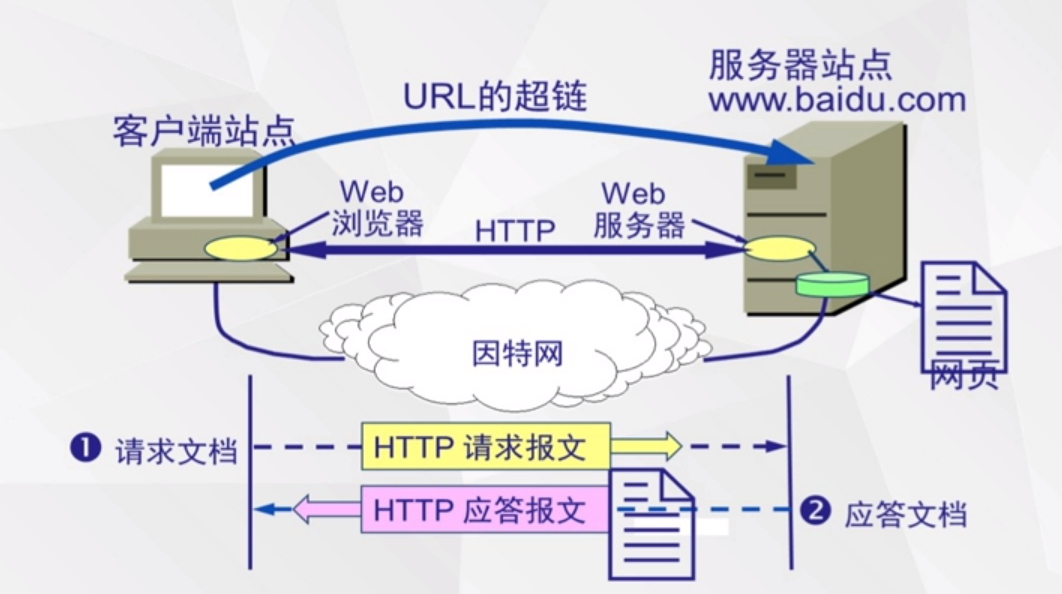 服务器站点
www.baidu.com
URL的超链
客户端站点
Web
浏览器
HTTP
Web
服务器
因特网
网页
❶ 请求文档
HTTP 请求报文
HTTP 应答报文
❷ 应答文档